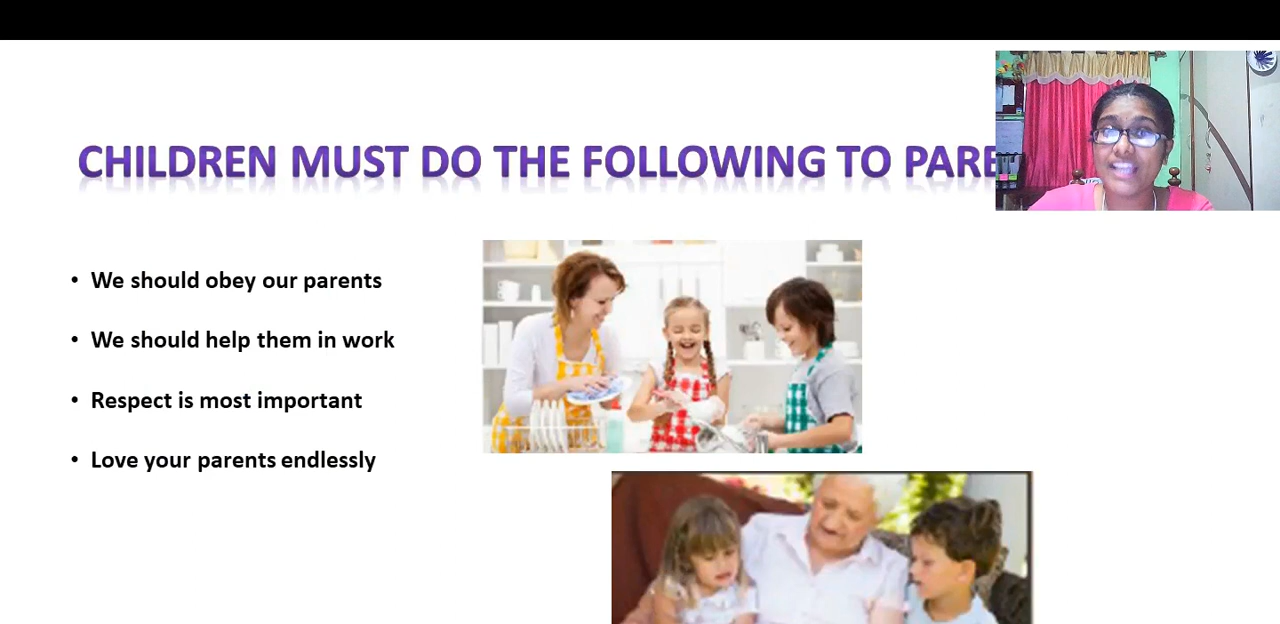 CHILDREN MUST DO THE FOLLOWING TO PARE
• We should obey our parents
• We should help them in work
• Respect is most important
• Love your parents endlessly